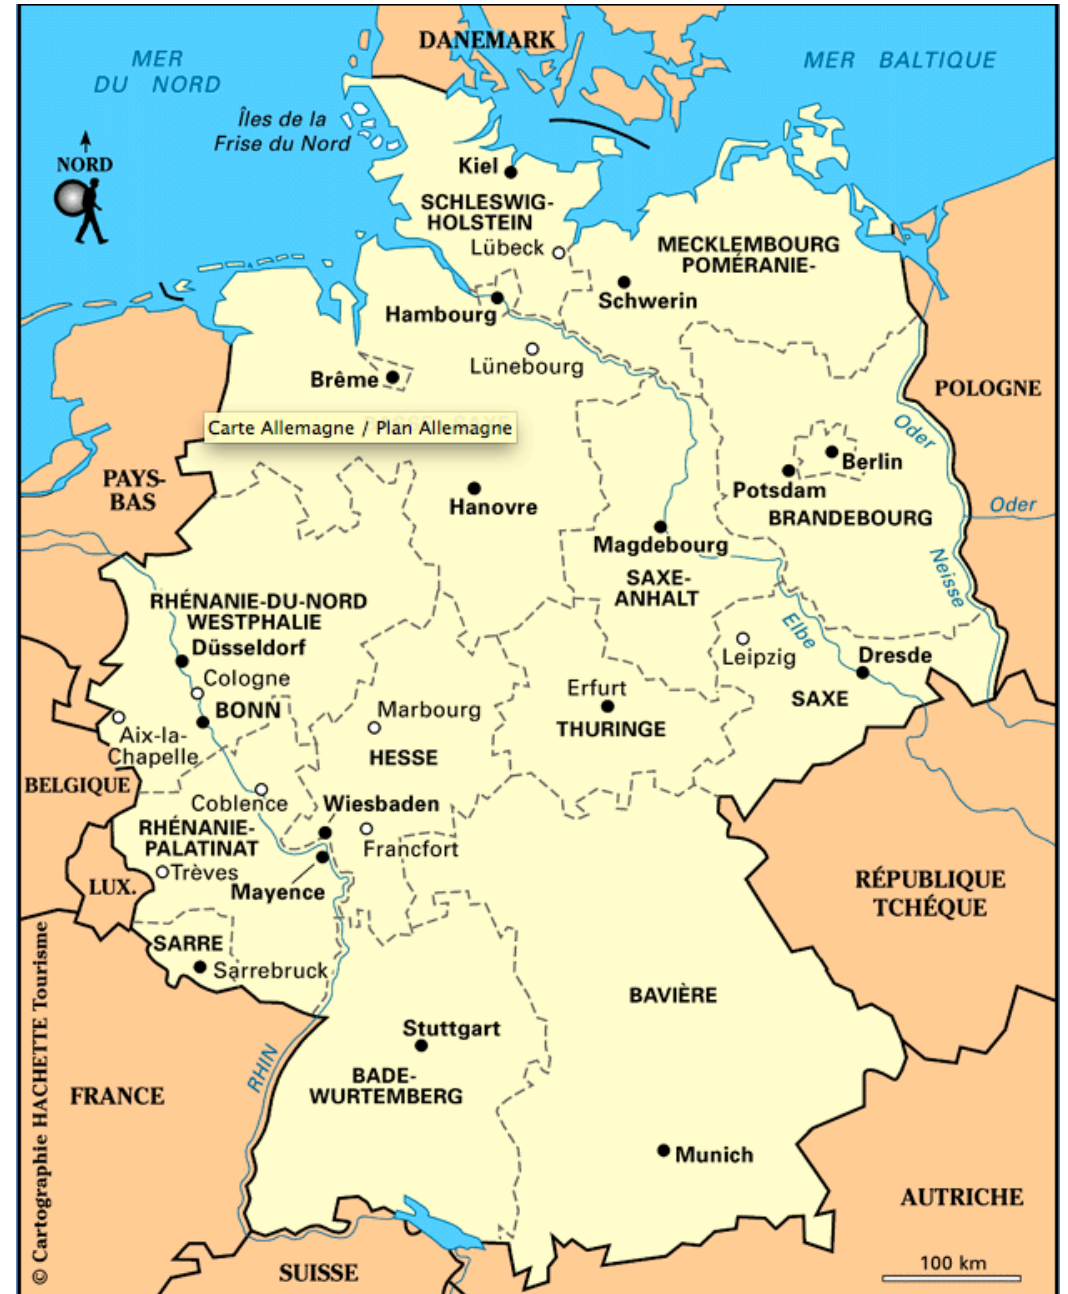 DANEMARK
MER
DU NORD
MER BALTIQUE
Îles de la
Frise du Nord
NORD
Kiel
SCHLESWIG-
HOLSTEIN
Lübeck
MECKLEMBOURG
POMÉRANIE-
Schwerin
Hambourg
Lünebourg
Brême
POLOGNE
Carte Allemagne / Plan Allemagne
Oder
Berlin
PAYS-
BAS
Potsdam
Hanovre
Oder
BRANDEBOURG
Magdebourg
Neisse
SAXE-
ANHALT
RHÉNANIE-DU-NORD
WESTPHALIE
Elbe
Düsseldorf
Leipzig
Dresde
Cologne
Erfurt
SAXE
BONN
Marbourg
THURINGE
Aix-la-
Chapelle
HESSE
BELGIQUE
Coblence
Wiesbaden
RHÉNANIE-
PALATINAT
Francfort
Trèves
LUX.
Mayence
RÉPUBLIQUE
TCHÉQUE
SARRE
Sarrebruck
BAVIÈRE
Stuttgart
RHIN
BADE-
WURTEMBERG
FRANCE
Munich
AUTRICHE
SUISSE
100 km
© Cartographie HACHETTE Tourisme